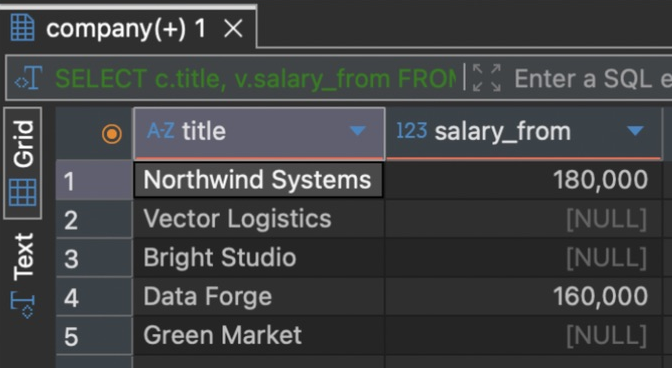 company(+) 1
SELECT c.title, v.salary_from FROM Enter a SQL e
Grid
Text
A-Z title 123 salary_from
1 Northwind Systems 180,000
2 Vector Logistics [NULL]
3 Bright Studio [NULL]
4 Data Forge 160,000
5 Green Market [NULL]